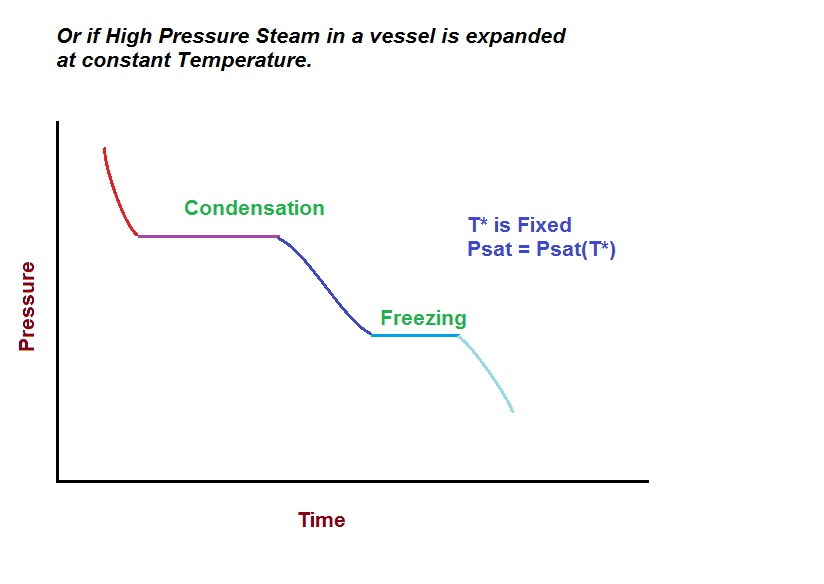 Or if High Pressure Steam in a vessel is expanded
at constant Temperature.
Condensation
T* is Fixed
Psat = Psat(T*)
Freezing
Pressure
Time